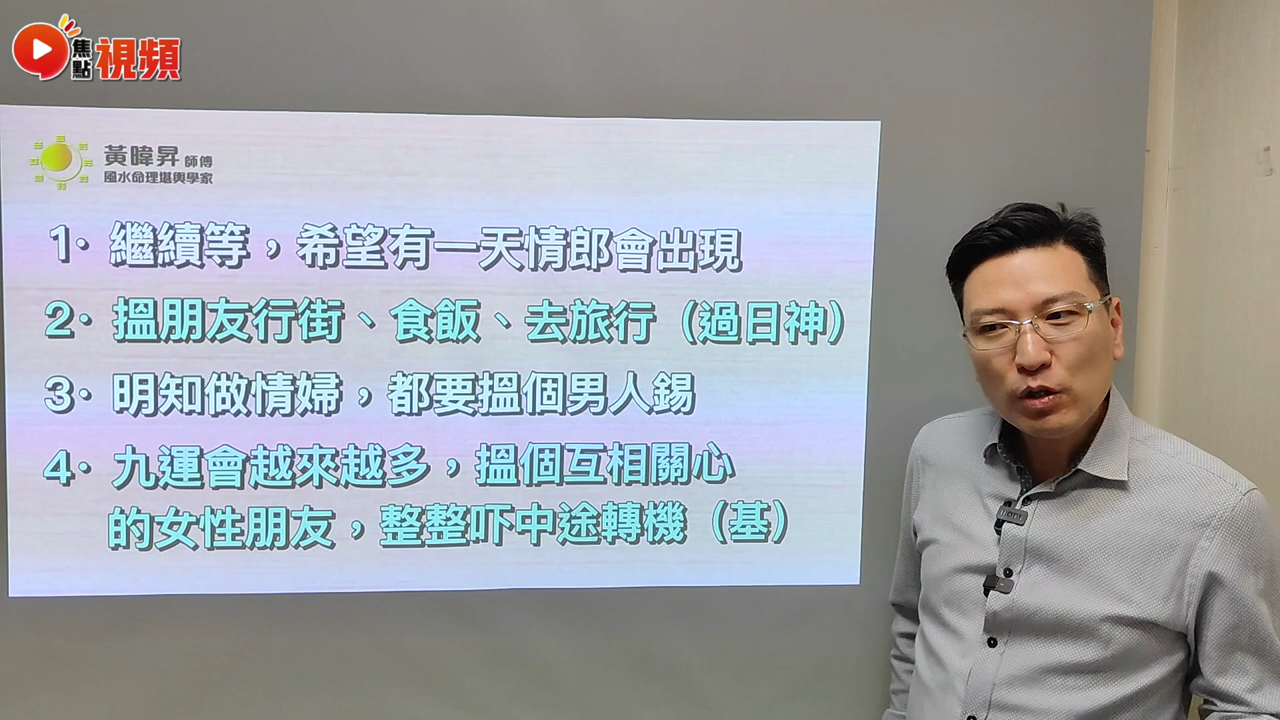 焦點視頻
黃暐昇 師傅
風水命理堪輿學家
1. 繼續等，希望有一天情郎會出現
2. 搵朋友行街、食飯、去旅行（過日神）
3. 明知做情婦，都要搵個男人錫
4. 九運會越來越多，搵個互相關心
的女性朋友，整整吓中途轉機（基）